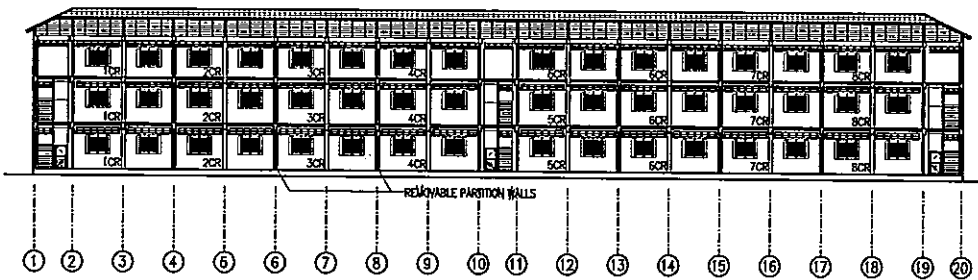 1CR 2CR 3CR 4CR 5CR 6CR 7CR 8CR
1CR 2CR 3CR 4CR 5CR 6CR 7CR 8CR
1CR 2CR 3CR 4CR 5CR 6CR 7CR 8CR
REMOVABLE PARTITION WALLS
1 2 3 4 5 6 7 8 9 10 11 12 13 14 15 16 17 18 19 20